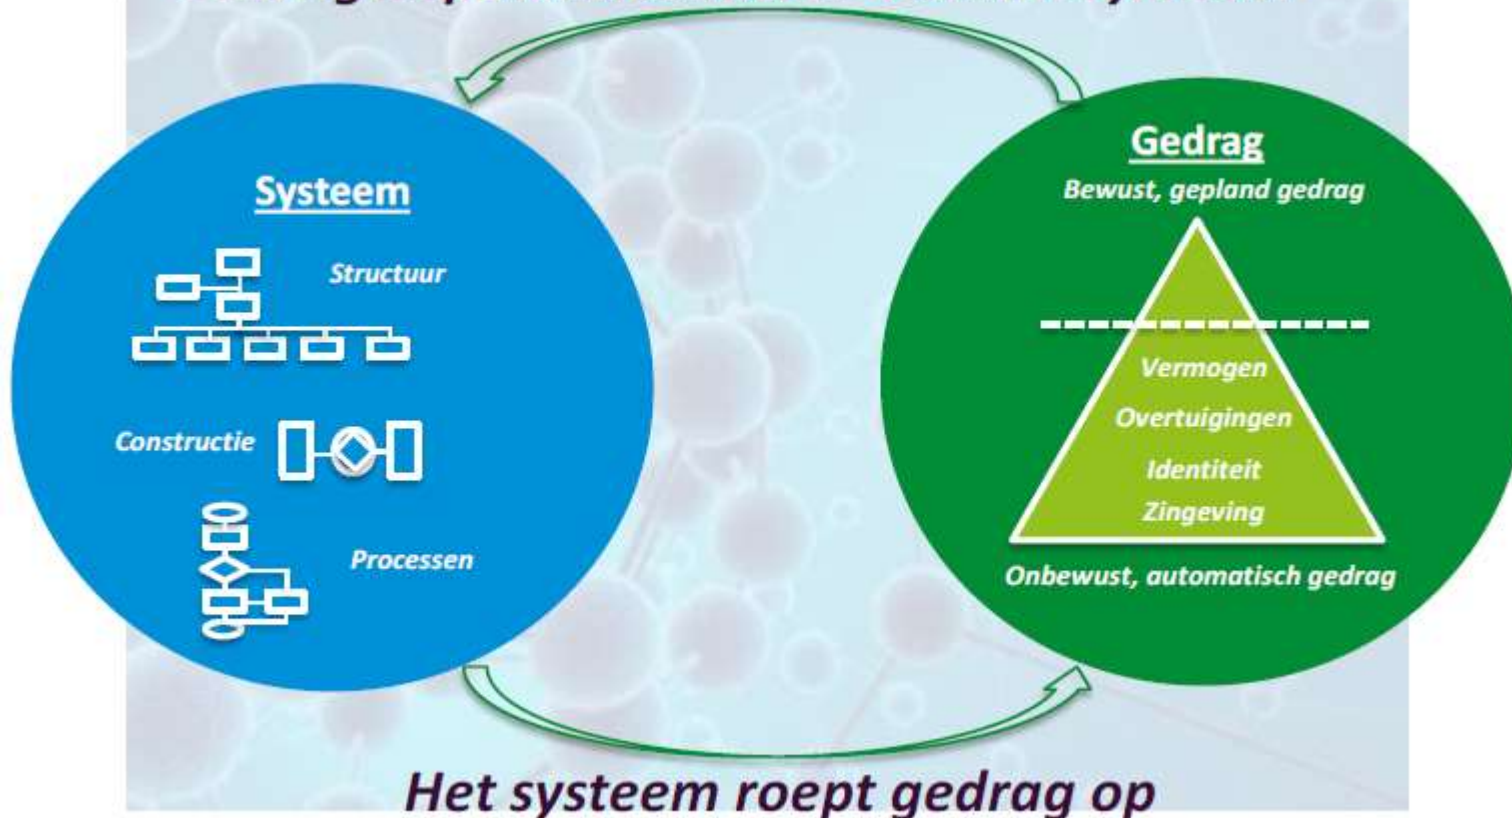 Gedrag
Bewust, gepland gedrag
Systeem
Structuur
Vermogen
Overtuigingen
Constructie
Identiteit
Zingeving
Processen
Onbewust, automatisch gedrag
Het systeem roept gedrag op